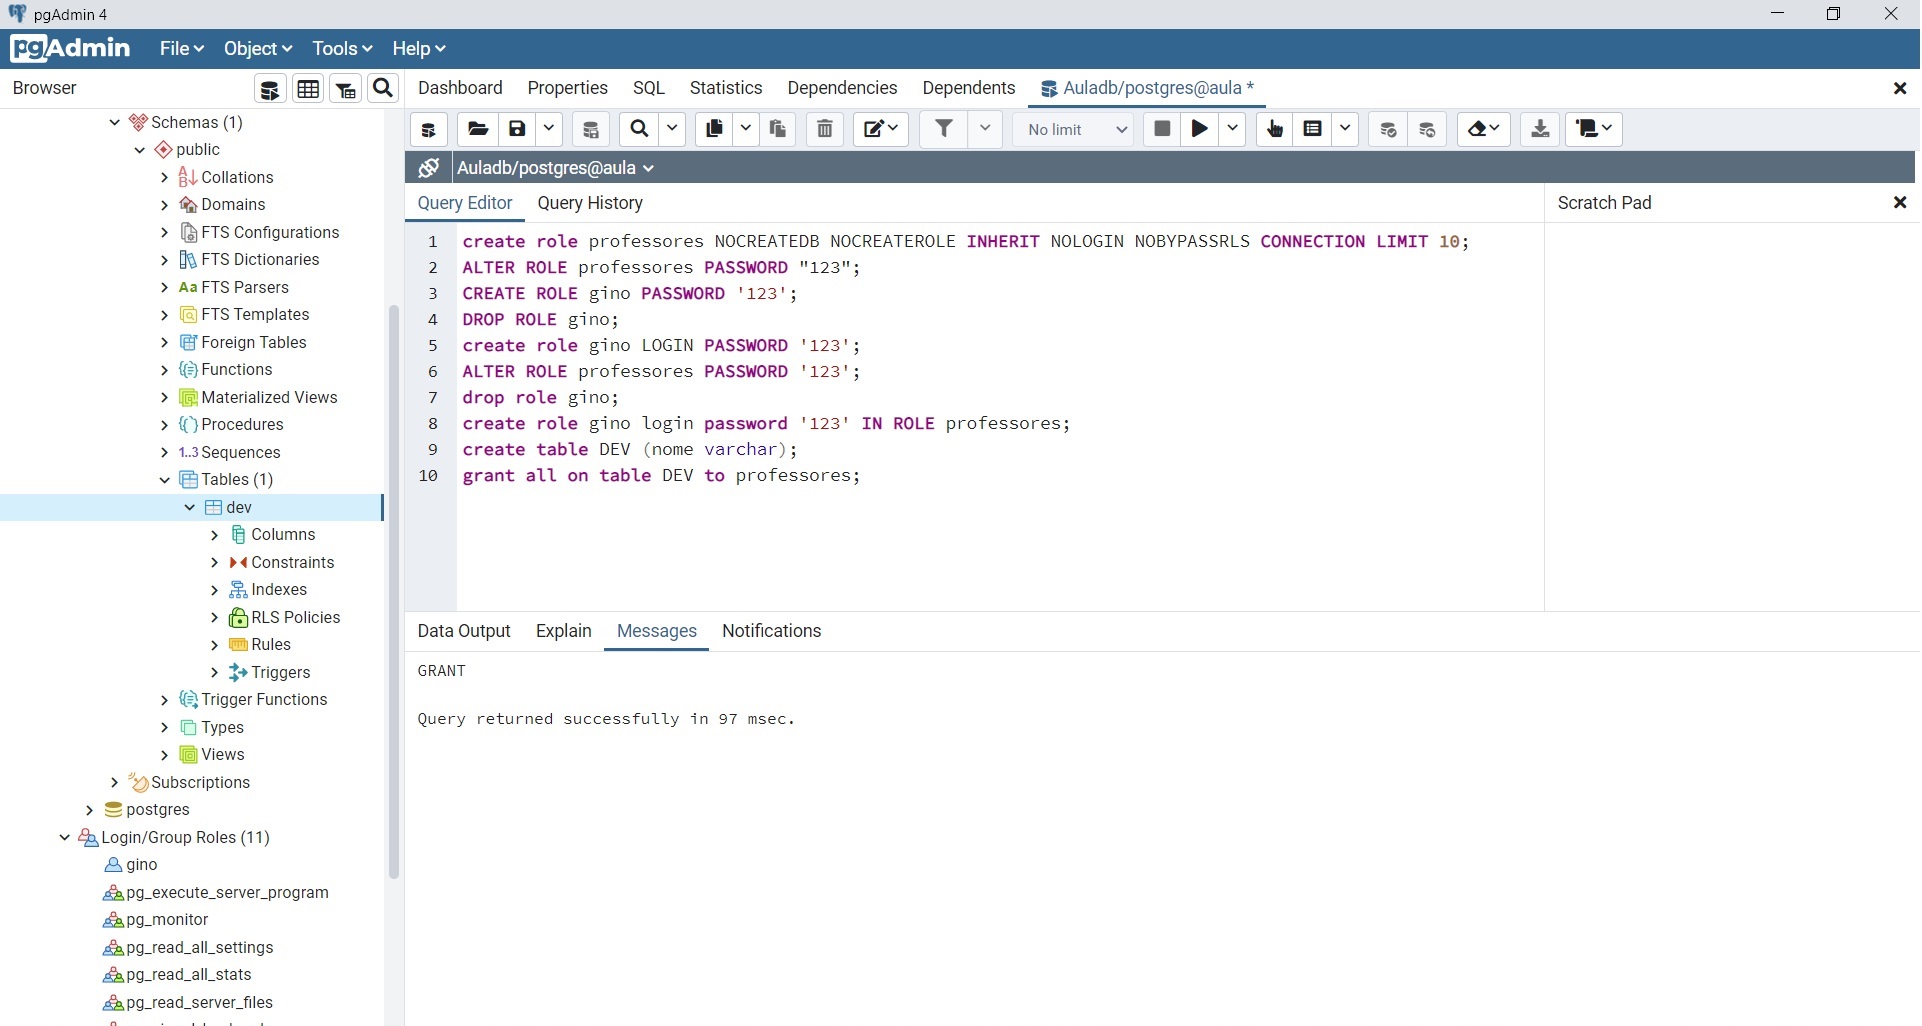 pgAdmin 4
pgAdmin File Object Tools Help
Browser
Dashboard Properties SQL Statistics Dependencies Dependents Auladb/postgres@aula *
No limit
Auladb/postgres@aula
Query Editor Query History
Scratch Pad
Schemas (1)
public
Collations
Domains
FTS Configurations
FTS Dictionaries
Aa FTS Parsers
FTS Templates
Foreign Tables
Functions
Materialized Views
Procedures
1..3 Sequences
Tables (1)
dev
Columns
Constraints
Indexes
RLS Policies
Rules
Triggers
Trigger Functions
Types
Views
Subscriptions
postgres
Login/Group Roles (11)
gino
pg_execute_server_program
pg_monitor
pg_read_all_settings
pg_read_all_stats
pg_read_server_files
1 create role professores NOCREATEDB NOCREATEROLE INHERIT NOLOGIN NOBYPASSRLS CONNECTION LIMIT 10;
2 ALTER ROLE professores PASSWORD "123";
3 CREATE ROLE gino PASSWORD '123';
4 DROP ROLE gino;
5 create role gino LOGIN PASSWORD '123';
6 ALTER ROLE professores PASSWORD '123';
7 drop role gino;
8 create role gino login password '123' IN ROLE professores;
9 create table DEV (nome varchar);
10 grant all on table DEV to professores;
Data Output Explain Messages Notifications
GRANT
Query returned successfully in 97 msec.